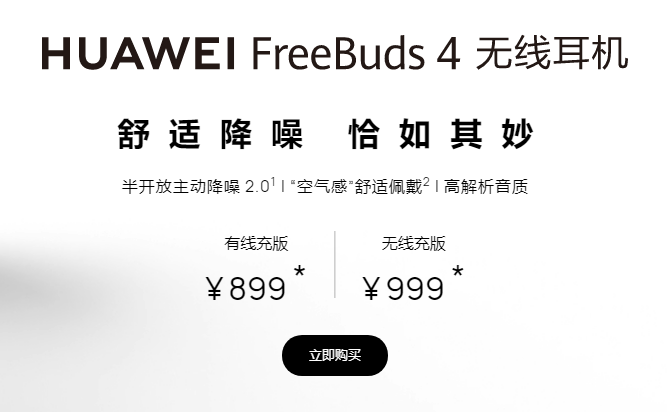 HUAWEI FreeBuds 4 无线耳机
舒适降噪 恰如其妙
半开放主动降噪 2.0¹ | “空气感”舒适佩戴² | 高解析音质
有线充版 无线充版
￥899* ￥999*
立即购买